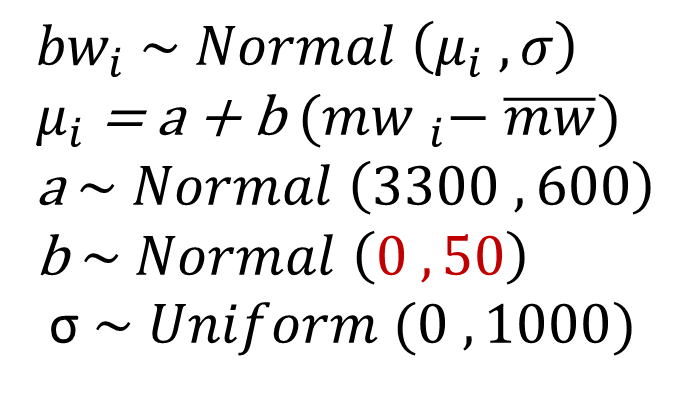 bwᵢ ~ Normal (μᵢ , σ)
μᵢ = a + b (mw ᵢ− m̅w̅)
a ~ Normal (3300 , 600)
b ~ Normal (0 , 50)
σ ~ Uniform (0 , 1000)